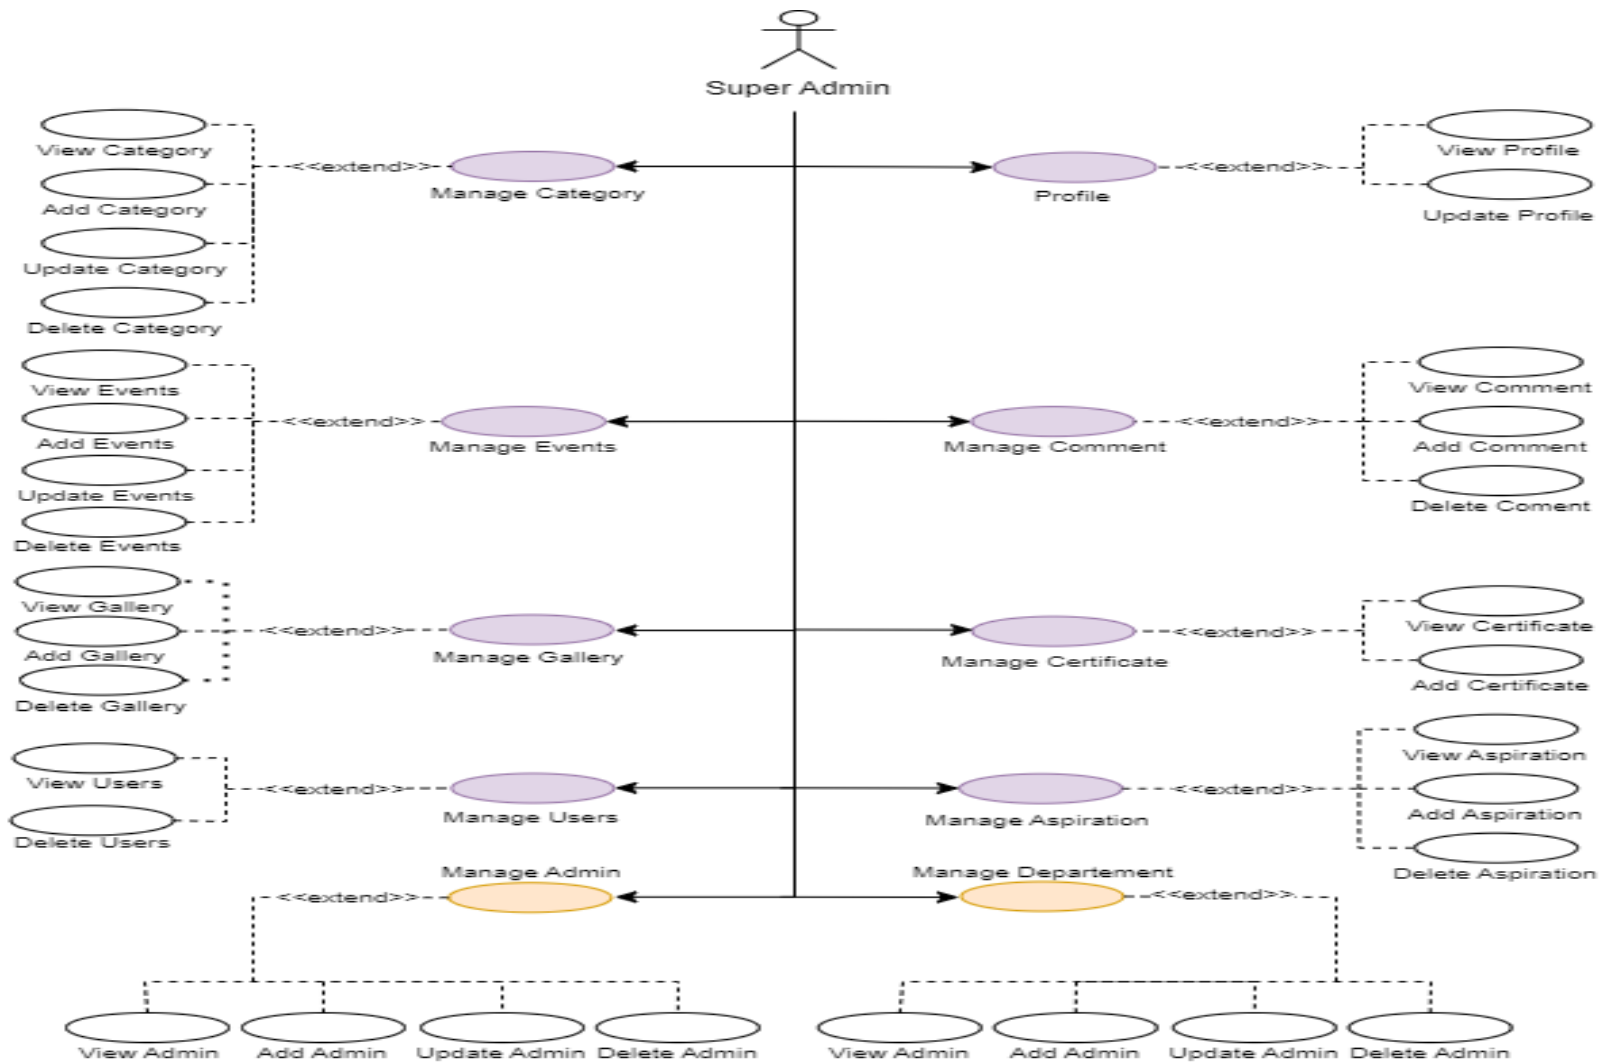 Super Admin
View Category
<<extend>>
Manage Category
Add Category
Update Category
Delete Category
Profile
<<extend>>
View Profile
Update Profile
View Events
<<extend>>
Manage Events
Add Events
Update Events
Delete Events
Manage Comment
<<extend>>
View Comment
Add Comment
Delete Coment
View Gallery
<<extend>>
Manage Gallery
Add Gallery
Delete Gallery
Manage Certificate
<<extend>>
View Certificate
Add Certificate
View Users
<<extend>>
Manage Users
Delete Users
Manage Aspiration
<<extend>>
View Aspiration
Add Aspiration
Delete Aspiration
Manage Admin
<<extend>>
Manage Departement
<<extend>>
View Admin
Add Admin
Update Admin
Delete Admin
View Admin
Add Admin
Update Admin
Delete Admin